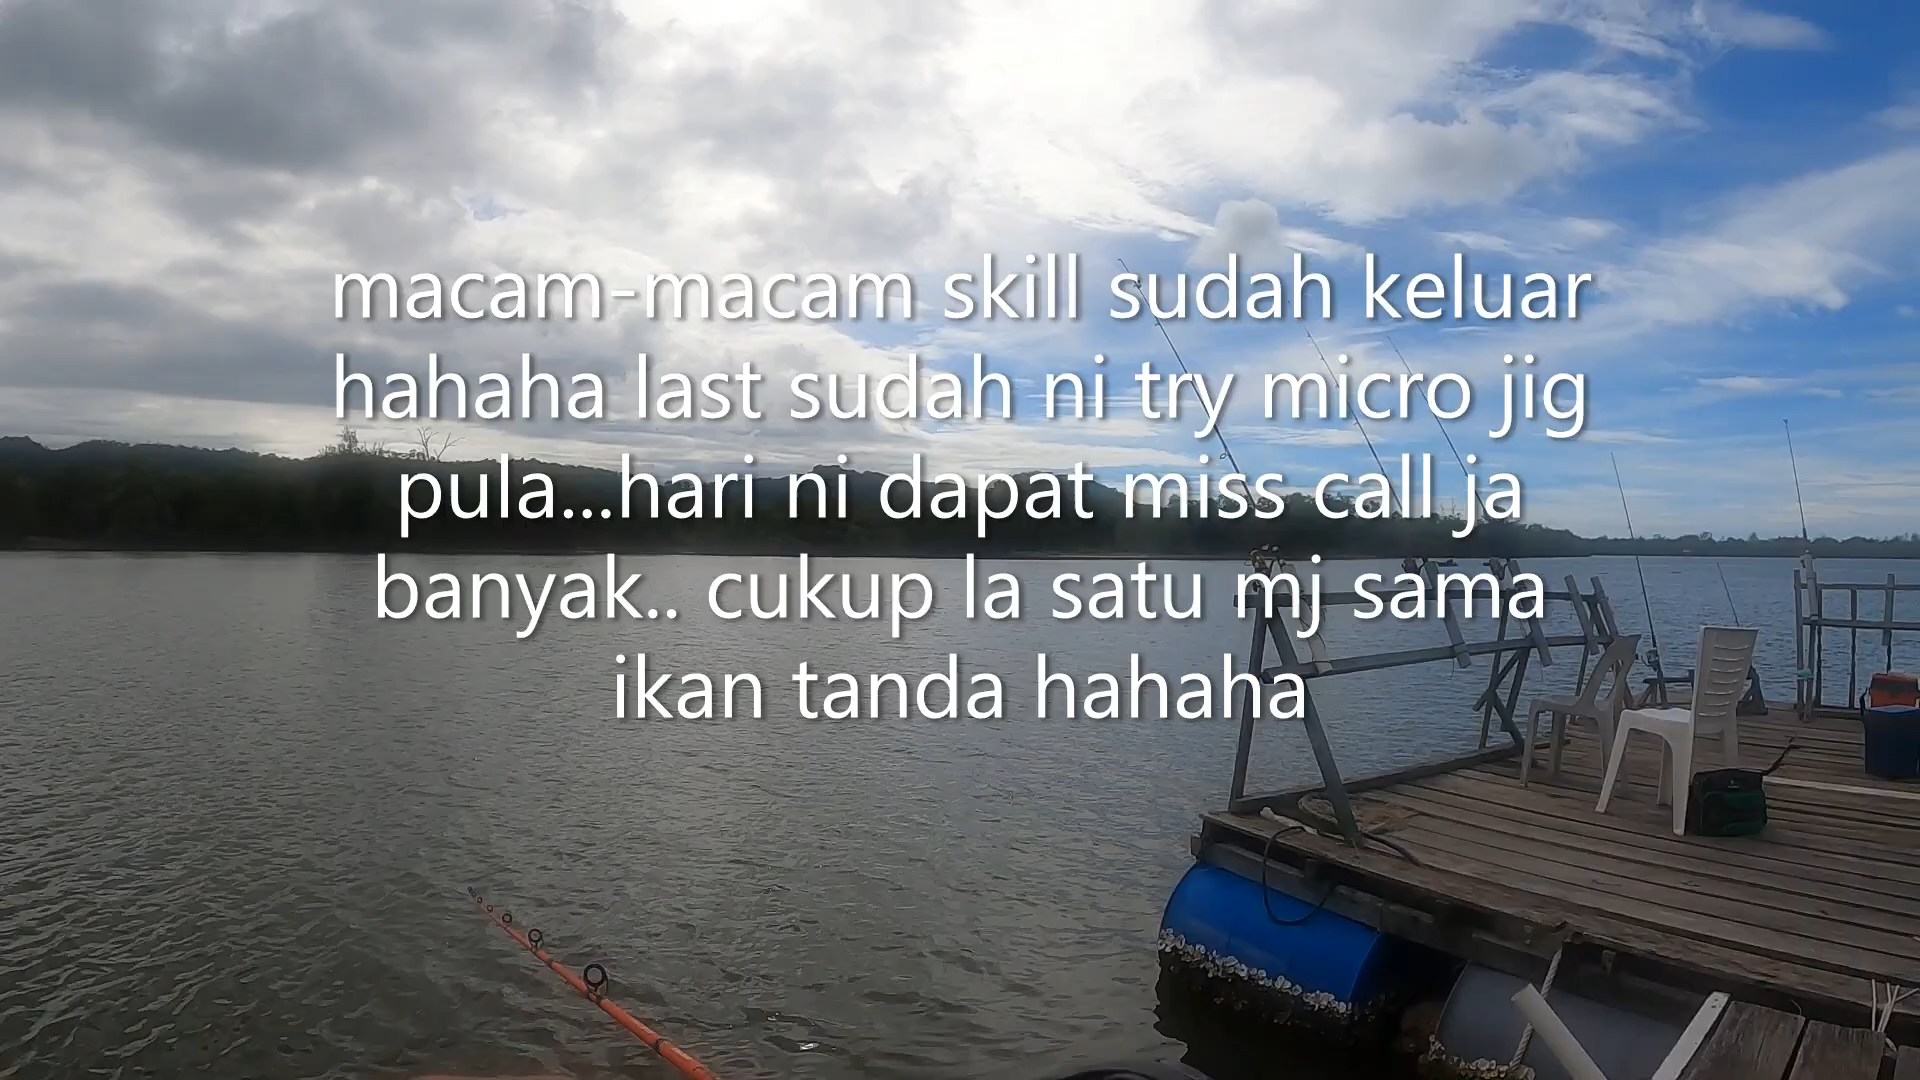 macam-macam skill sudah keluar
hahaha last sudah ni try micro jig
pula...hari ni dapat miss call ja
banyak.. cukup la satu mj sama
ikan tanda hahaha